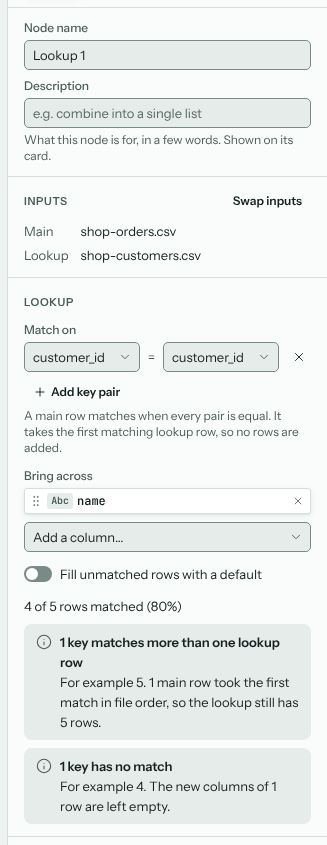 Node name
Lookup 1
Description
e.g. combine into a single list
What this node is for, in a few words. Shown on its
card.
INPUTS
Swap inputs
Main shop-orders.csv
Lookup shop-customers.csv
LOOKUP
Match on
customer_id = customer_id ×
+ Add key pair
A main row matches when every pair is equal. It
takes the first matching lookup row, so no rows are
added.
Bring across
Abc name ×
Add a column...
Fill unmatched rows with a default
4 of 5 rows matched (80%)
1 key matches more than one lookup
row
For example 5. 1 main row took the first
match in file order, so the lookup still has
5 rows.
1 key has no match
For example 4. The new columns of 1
row are left empty.